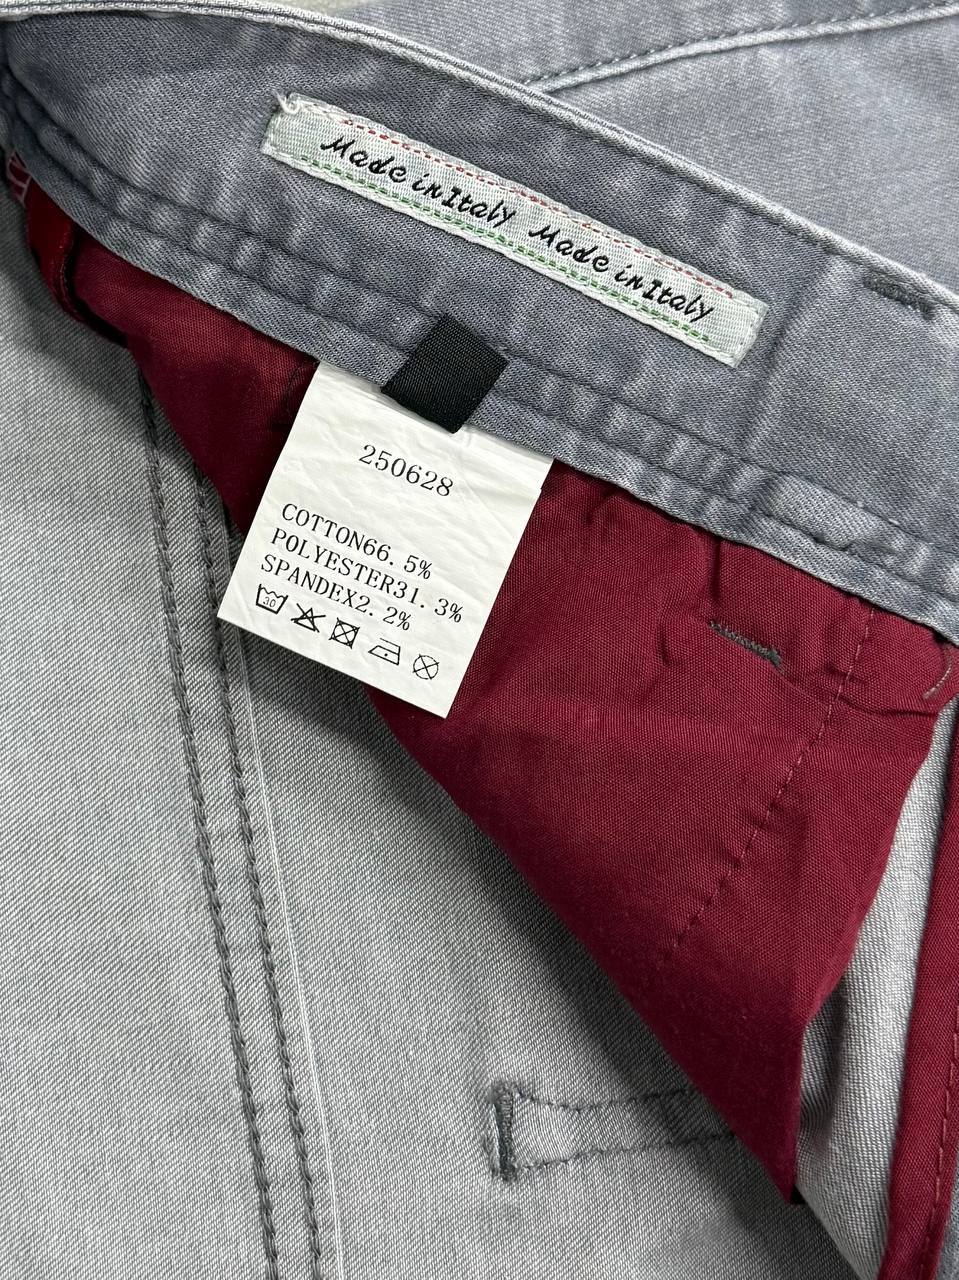 Made in Italy Made in Italy
250628
COTTON66. 5%
POLYESTER31. 3%
SPANDEX2. 2%
30